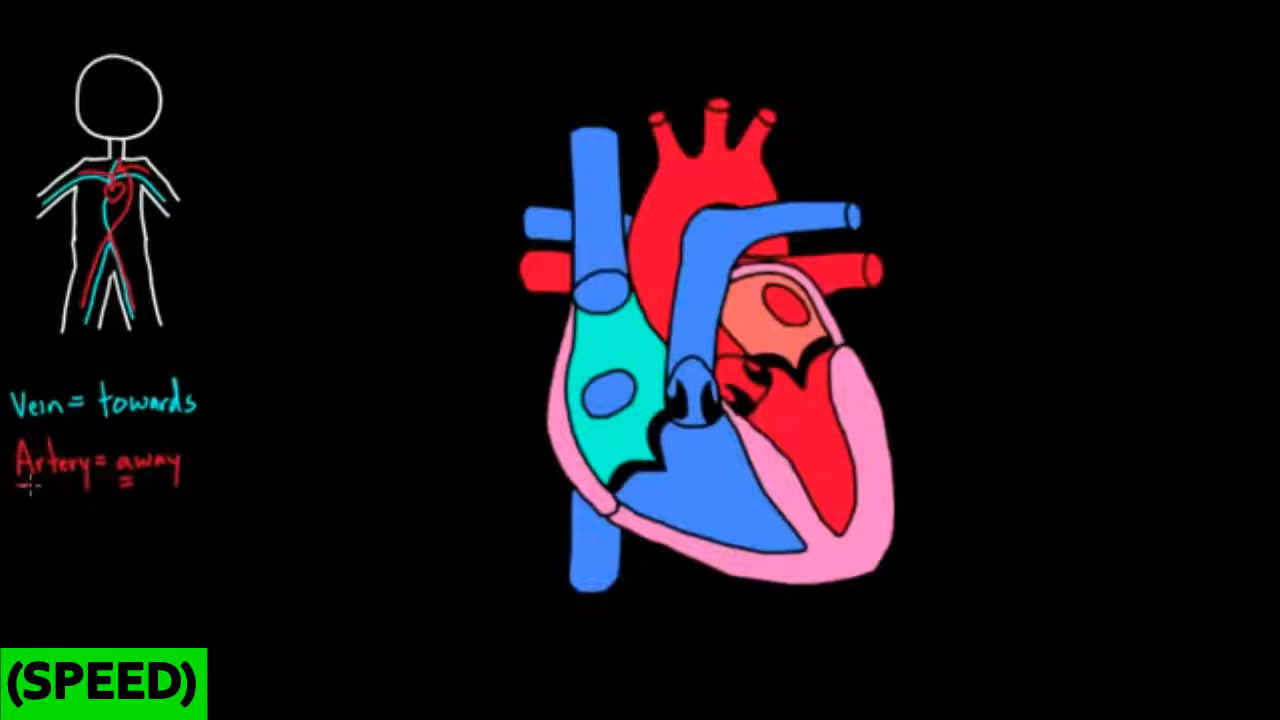 Vein = towards
Artery = away
(SPEED)